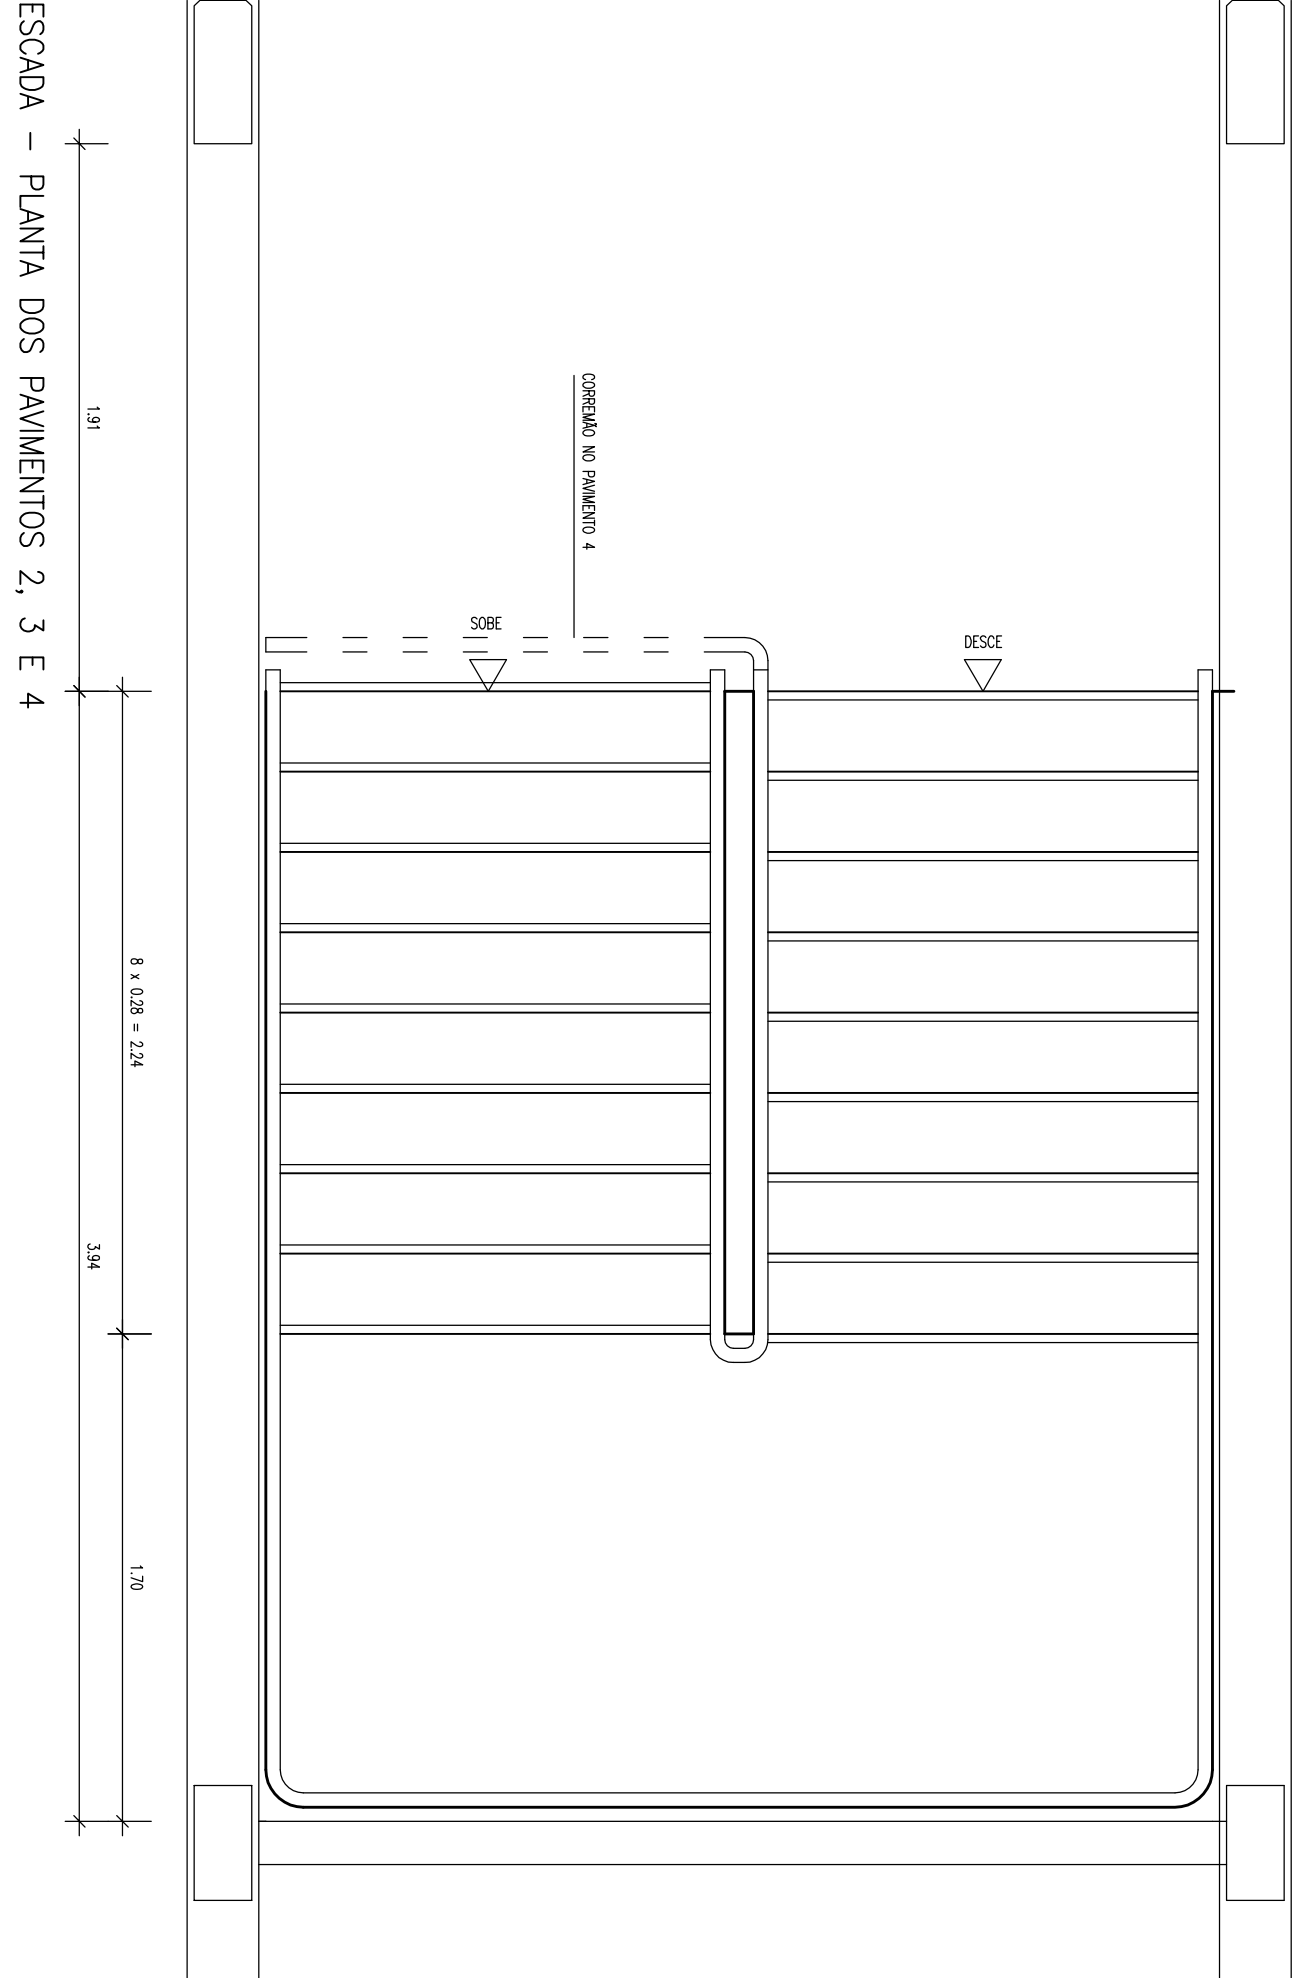 ESCADA - PLANTA DOS PAVIMENTOS 2, 3 E 4
1.91
CORREMÃO NO PAVIMENTO 4
SOBE
DESCE
8 x 0.28 = 2.24
3.94
1.70